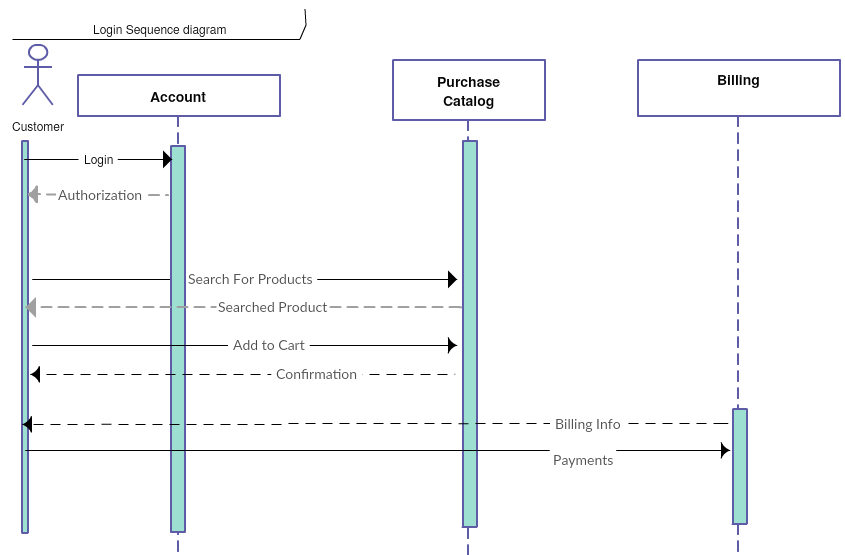 Login Sequence diagram
Customer
Account
Purchase
Catalog
Billing
Login
Authorization
Search For Products
Searched Product
Add to Cart
Confirmation
Billing Info
Payments